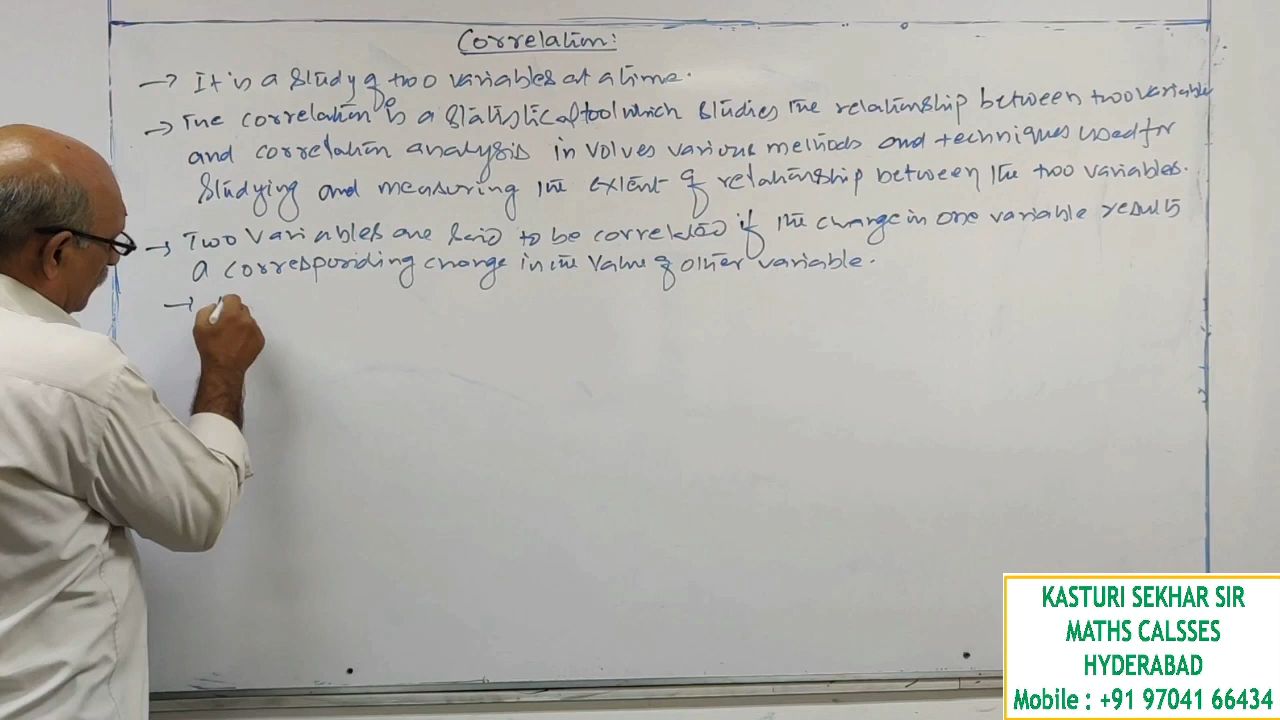 Correlation:
→ It is a study of two variables at a time.
→ The correlation is a statistical tool which studies the relationship between two variable
and correlation analysis involves various methods and techniques used for
studying and measuring the extent of relationship between the two variables.
→ Two variables are said to be correlated if the change in one variable results
a corresponding change in the value of other variable.
→
KASTURI SEKHAR SIR
MATHS CALSSES
HYDERABAD
Mobile : +91 97041 66434